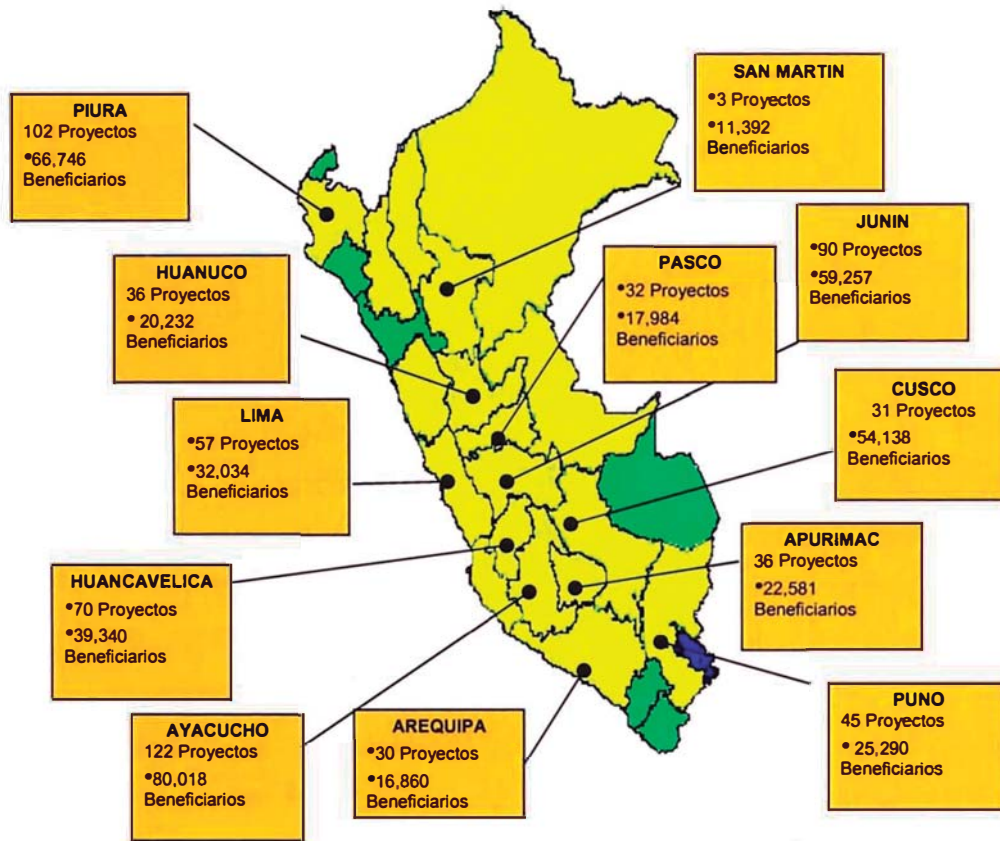 SAN MARTIN
•3 Proyectos
•11,392
Beneficiarios
PIURA
102 Proyectos
•66,746
Beneficiarios
JUNIN
•90 Proyectos
•59,257
Beneficiarios
HUANUCO
36 Proyectos
• 20,232
Beneficiarios
PASCO
•32 Proyectos
•17,984
Beneficiarios
CUSCO
31 Proyectos
•54,138
Beneficiarios
LIMA
•57 Proyectos
•32,034
Beneficiarios
APURIMAC
36 Proyectos
•22,581
Beneficiarios
HUANCAVELICA
•70 Proyectos
•39,340
Beneficiarios
PUNO
45 Proyectos
• 25,290
Beneficiarios
AYACUCHO
122 Proyectos
•80,018
Beneficiarios
AREQUIPA
•30 Proyectos
•16,860
Beneficiarios